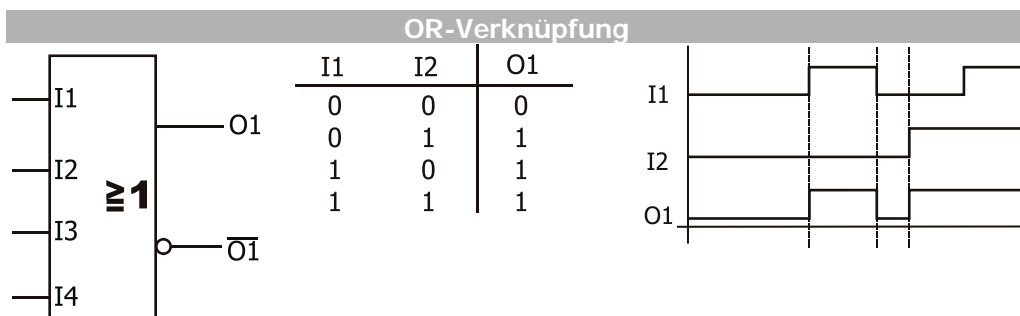 OR-Verknüpfung
I1
I2
I3
I4
≥1
O1
O1
I1 I2 O1
0 0 0
0 1 1
1 0 1
1 1 1
I1
I2
O1